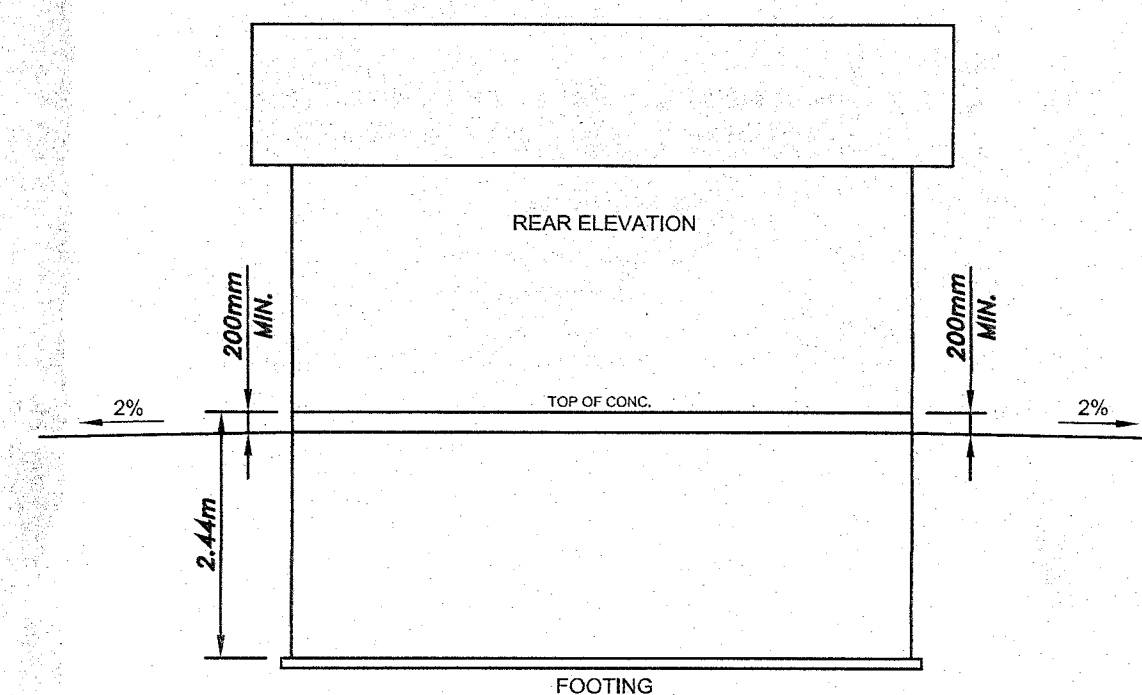 REAR ELEVATION
200mm
MIN.
200mm
MIN.
TOP OF CONC.
2%
2%
2.44m
FOOTING